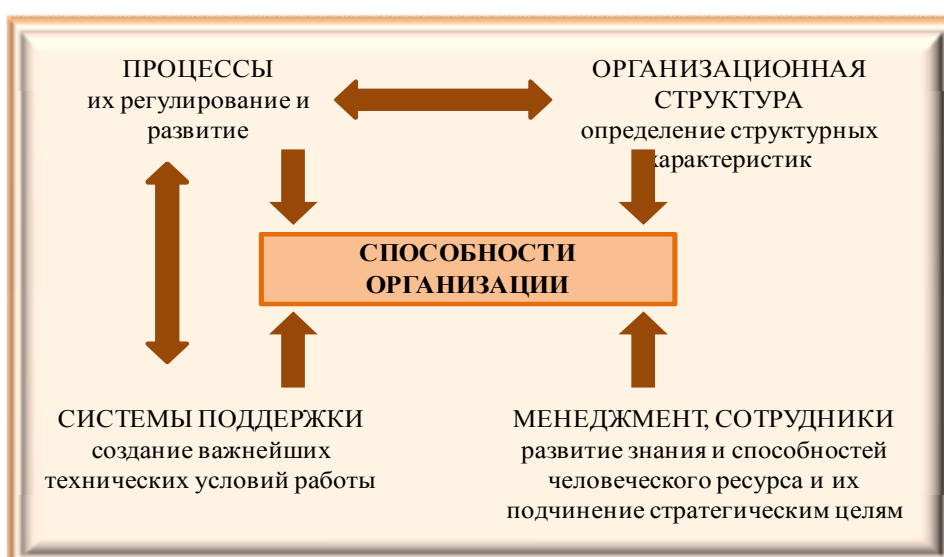 ПРОЦЕССЫ
их регулирование и
развитие
ОРГАНИЗАЦИОННАЯ
СТРУКТУРА
определение структурных
характеристик
СПОСОБНОСТИ
ОРГАНИЗАЦИИ
СИСТЕМЫ ПОДДЕРЖКИ
создание важнейших
технических условий работы
МЕНЕДЖМЕНТ, СОТРУДНИКИ
развитие знания и способностей
человеческого ресурса и их
подчинение стратегическим целям